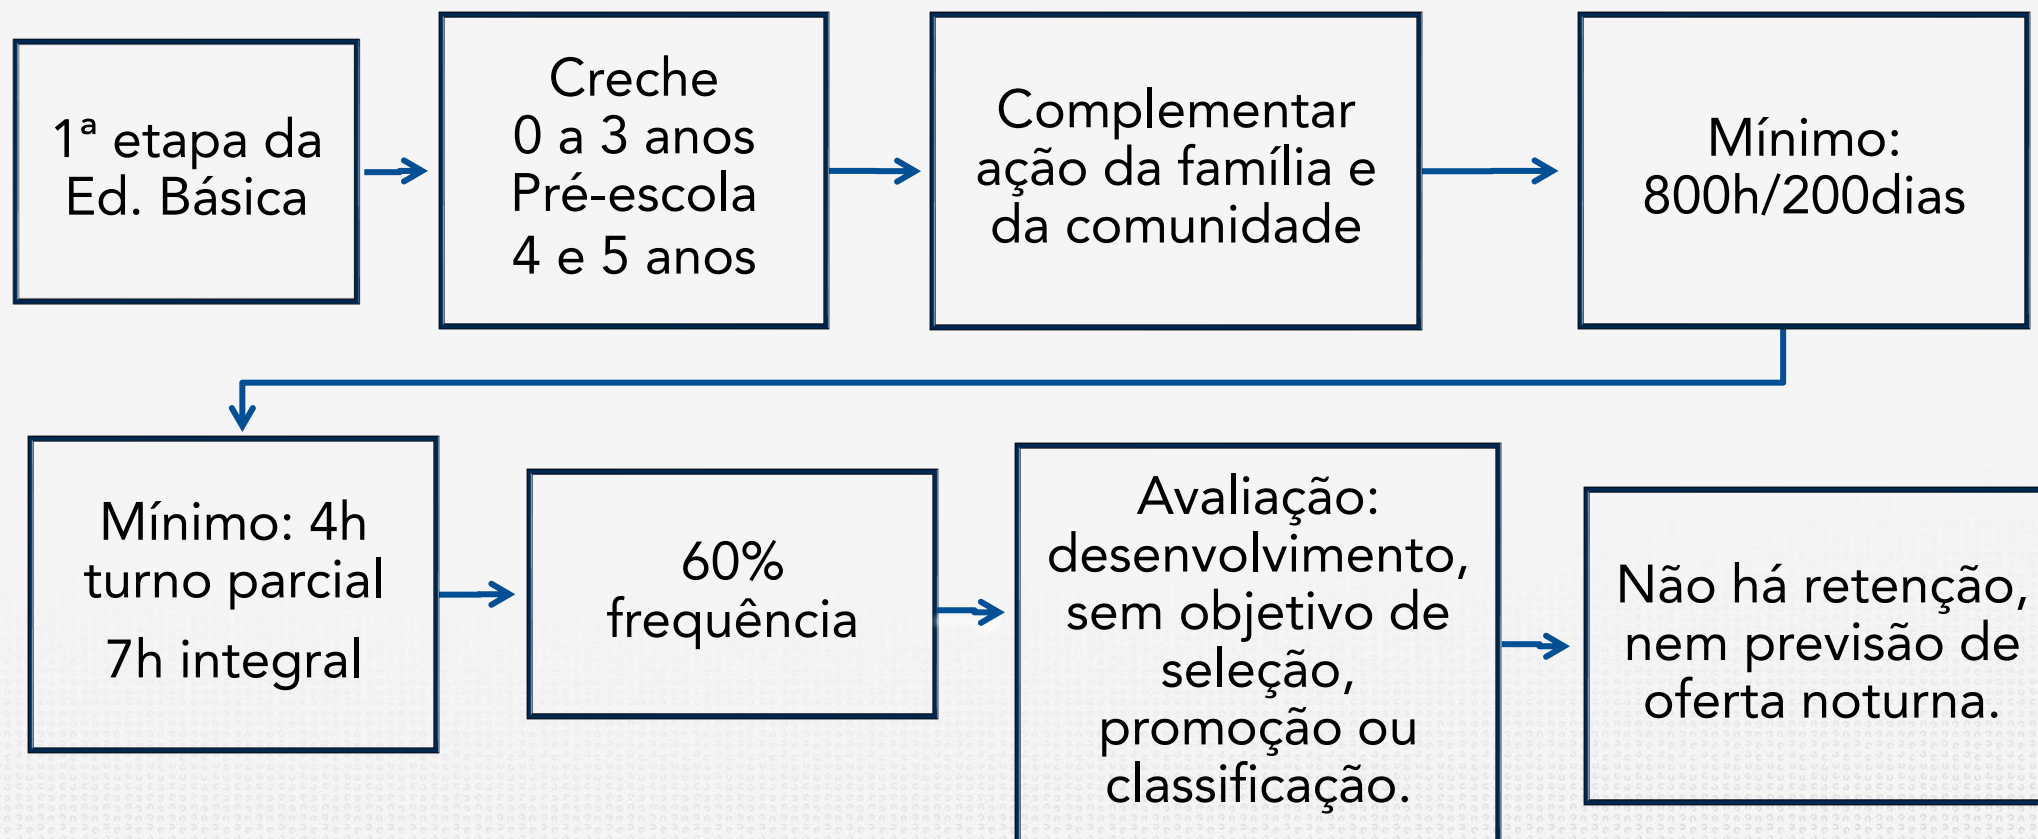 1ª etapa da
Ed. Básica
Creche
0 a 3 anos
Pré-escola
4 e 5 anos
Complementar
ação da família e
da comunidade
Mínimo:
800h/200dias
Mínimo: 4h
turno parcial
7h integral
60%
frequência
Avaliação:
desenvolvimento,
sem objetivo de
seleção,
promoção ou
classificação.
Não há retenção,
nem previsão de
oferta noturna.